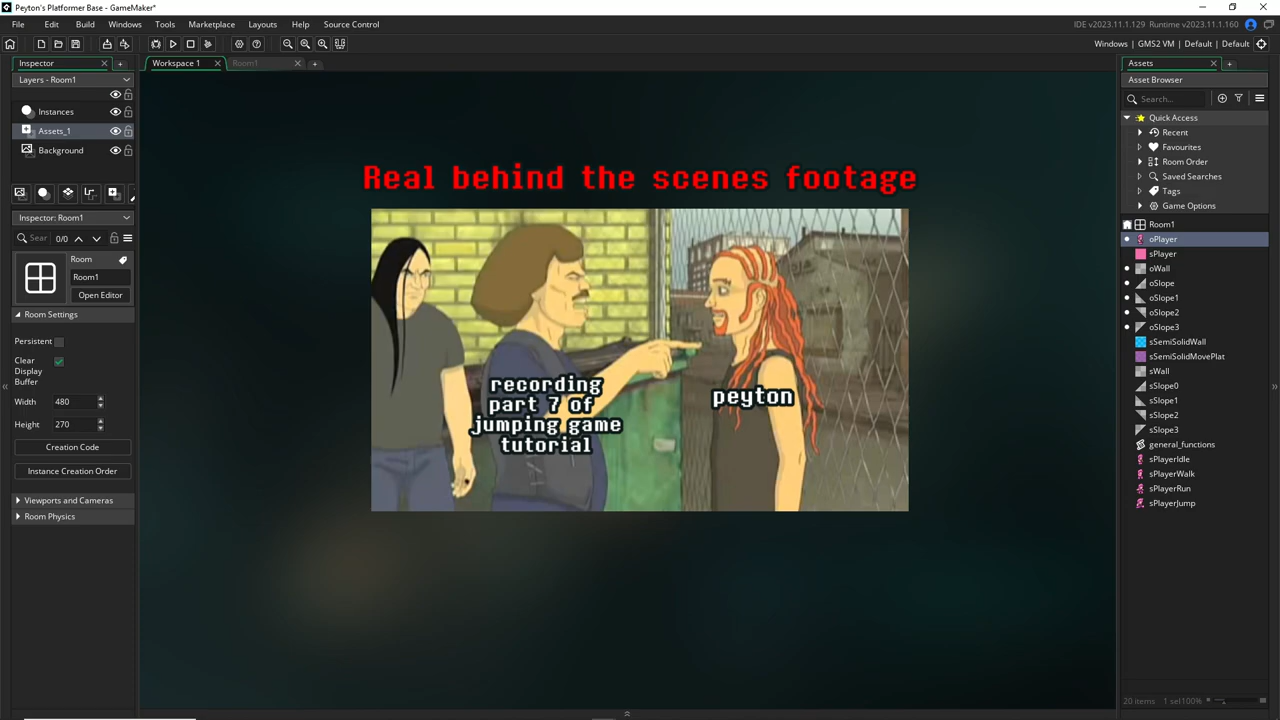 Peyton's Platformer Base - GameMaker*
File Edit Build Windows Tools Marketplace Layouts Help Source Control
IDE v2023.11.1.129 Runtime v2023.11.1.160
Windows | GMS2 VM | Default | Default
Inspector
Workspace 1
Room1
Assets
Layers - Room1
Asset Browser
Search...
Instances
Assets_1
Background
Quick Access
Recent
Favourites
Room Order
Saved Searches
Tags
Game Options
Inspector: Room1
Sear 0/0
Room
Room1
Open Editor
Room Settings
Persistent
Clear
Display
Buffer
Width 480
Height 270
Creation Code
Instance Creation Order
Viewports and Cameras
Room Physics
Real behind the scenes footage
recording
part 7 of
jumping game
tutorial
peyton
Room1
oPlayer
sPlayer
oWall
oSlope
oSlope1
oSlope2
oSlope3
sSemiSolidWall
sSemiSolidMovePlat
sWall
sSlope0
sSlope1
sSlope2
sSlope3
general_functions
sPlayerIdle
sPlayerWalk
sPlayerRun
sPlayerJump
20 items 1 sel 100%